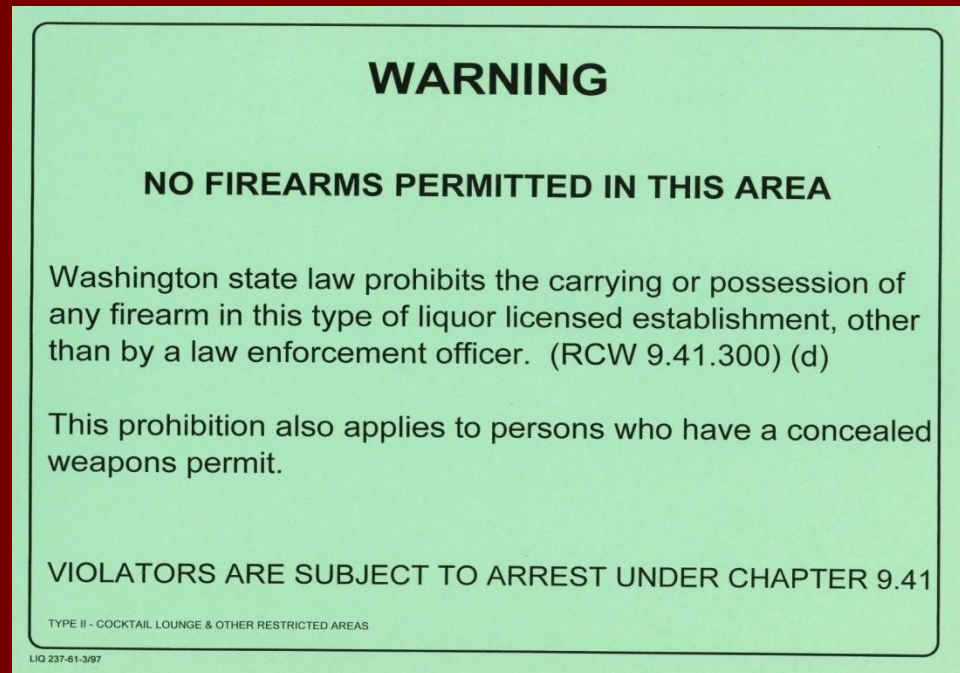 WARNING
NO FIREARMS PERMITTED IN THIS AREA
Washington state law prohibits the carrying or possession of
any firearm in this type of liquor licensed establishment, other
than by a law enforcement officer.  (RCW 9.41.300) (d)
This prohibition also applies to persons who have a concealed
weapons permit.
VIOLATORS ARE SUBJECT TO ARREST UNDER CHAPTER 9.41
TYPE II - COCKTAIL LOUNGE & OTHER RESTRICTED AREAS
LIQ 237-61-3/97